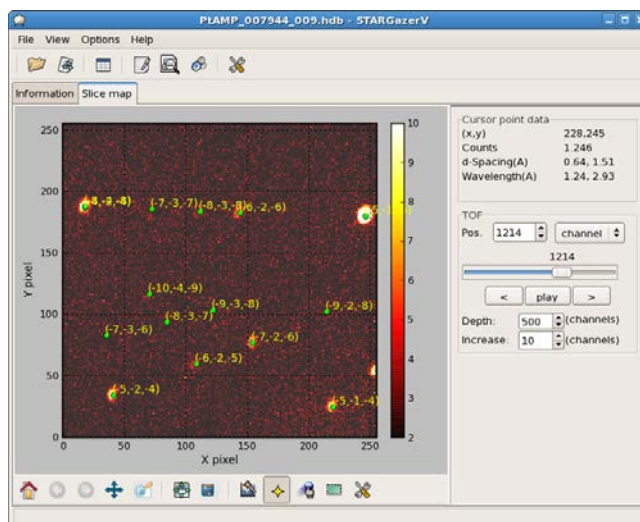 PtAMP_007944_009.hdb - STARGazerV
File View Options Help
Information Slice map
Cursor point data
(x,y) 228,245
Counts 1.246
d-Spacing(A) 0.64, 1.51
Wavelength(A) 1.24, 2.93
TOF
Pos. 1214 channel
1214
< play >
Depth: 500 (channels)
Increase: 10 (channels)
250
200
150
100
50
0
Y pixel
(-7,-3,-7)
(-8,-3,-8)
(-6,-2,-6)
(-10,-4,-9)
(-9,-3,-8)
(-9,-2,-8)
(-8,-3,-7)
(-7,-3,-6)
(-7,-2,-6)
(-6,-2,-5)
(-5,-2,-4)
(-5,-1,-4)
0 50 100 150 200 250
X pixel
10
9
8
7
6
5
4
3
2